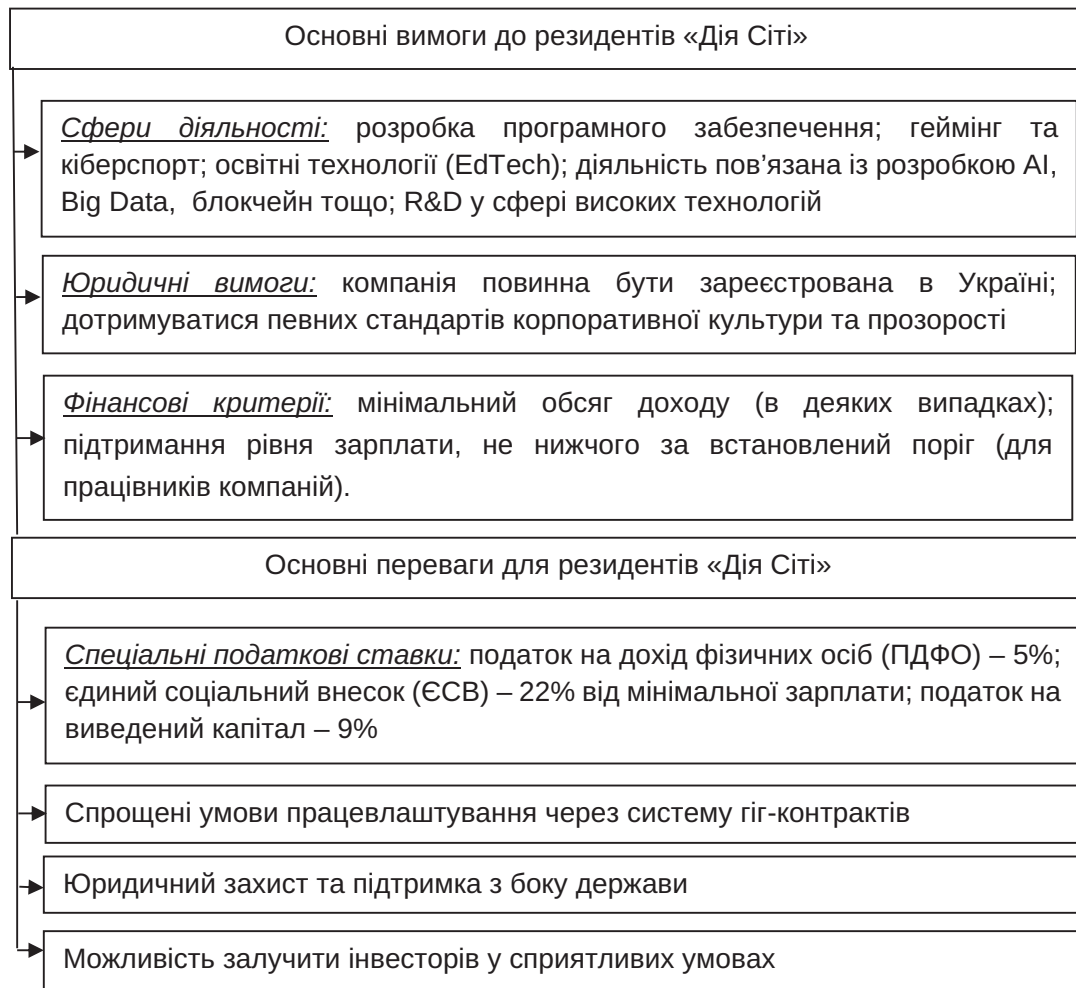 Основні вимоги до резидентів «Дія Сіті»
Сфери діяльності: розробка програмного забезпечення; геймінг та
кіберспорт; освітні технології (EdTech); діяльність пов’язана із розробкою AI,
Big Data, блокчейн тощо; R&D у сфері високих технологій
Юридичні вимоги: компанія повинна бути зареєстрована в Україні;
дотримуватися певних стандартів корпоративної культури та прозорості
Фінансові критерії: мінімальний обсяг доходу (в деяких випадках);
підтримання рівня зарплати, не нижчого за встановлений поріг (для
працівників компаній).
Основні переваги для резидентів «Дія Сіті»
Спеціальні податкові ставки: податок на дохід фізичних осіб (ПДФО) – 5%;
єдиний соціальний внесок (ЄСВ) – 22% від мінімальної зарплати; податок на
виведений капітал – 9%
Спрощені умови працевлаштування через систему гіг-контрактів
Юридичний захист та підтримка з боку держави
Можливість залучити інвесторів у сприятливих умовах